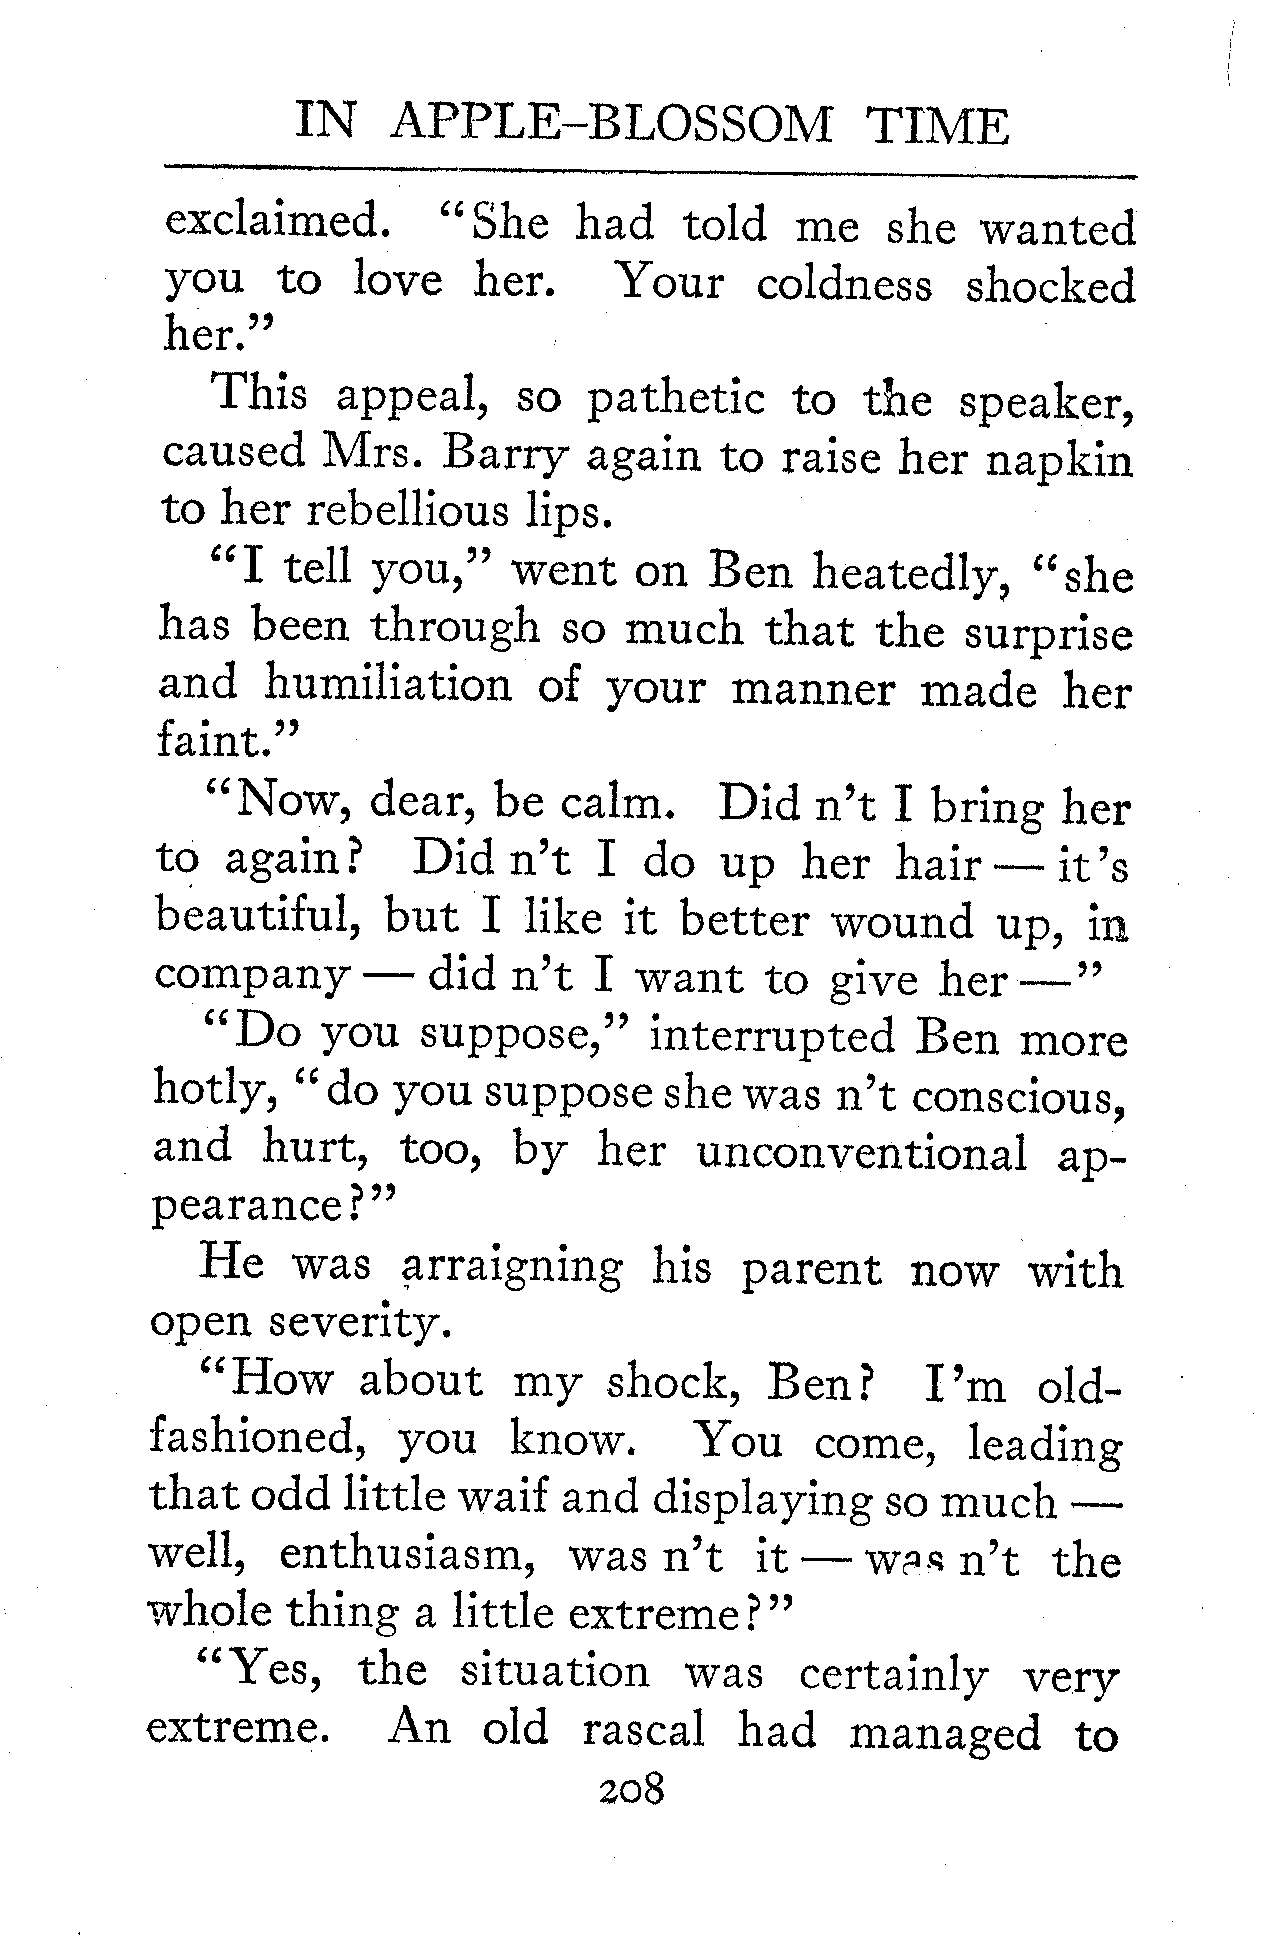 IN APPLE–BLOSSOM TIME
exclaimed. “She had told me she wanted
you to love her. Your coldness shocked
her.”
This appeal, so pathetic to the speaker,
caused Mrs. Barry again to raise her napkin
to her rebellious lips.
“I tell you,” went on Ben heatedly, “she
has been through so much that the surprise
and humiliation of your manner made her
faint.”
“Now, dear, be calm. Did n’t I bring her
to again? Did n’t I do up her hair — it ’s
beautiful, but I like it better wound up, in
company — did n’t I want to give her —”
“Do you suppose,” interrupted Ben more
hotly, “do you suppose she was n’t conscious,
and hurt, too, by her unconventional ap-
pearance?”
He was arraigning his parent now with
open severity.
“How about my shock, Ben? I ’m old-
fashioned, you know. You come, leading
that odd little waif and displaying so much —
well, enthusiasm, was n’t it — was n’t the
whole thing a little extreme?”
“Yes, the situation was certainly very
extreme. An old rascal had managed to
208